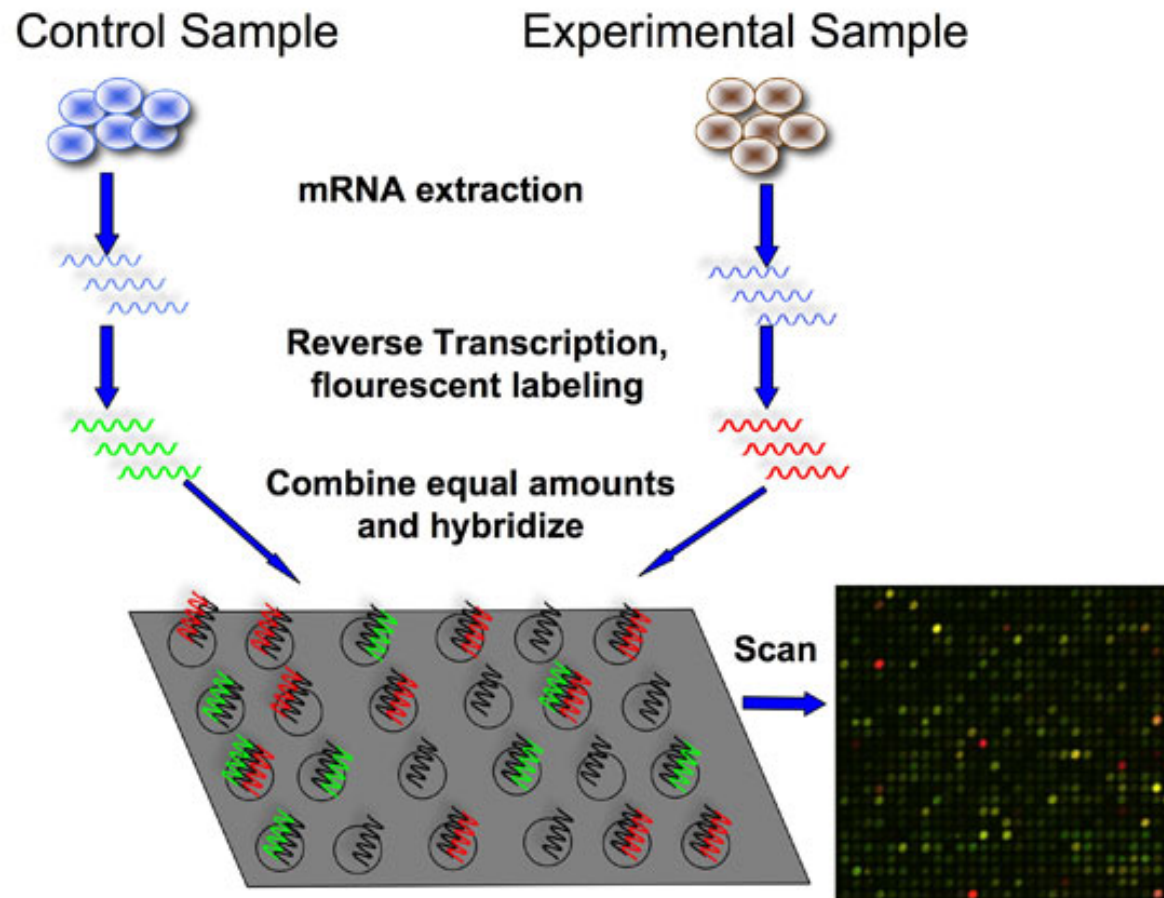 Control Sample
Experimental Sample
mRNA extraction
Reverse Transcription,
flourescent labeling
Combine equal amounts
and hybridize
Scan